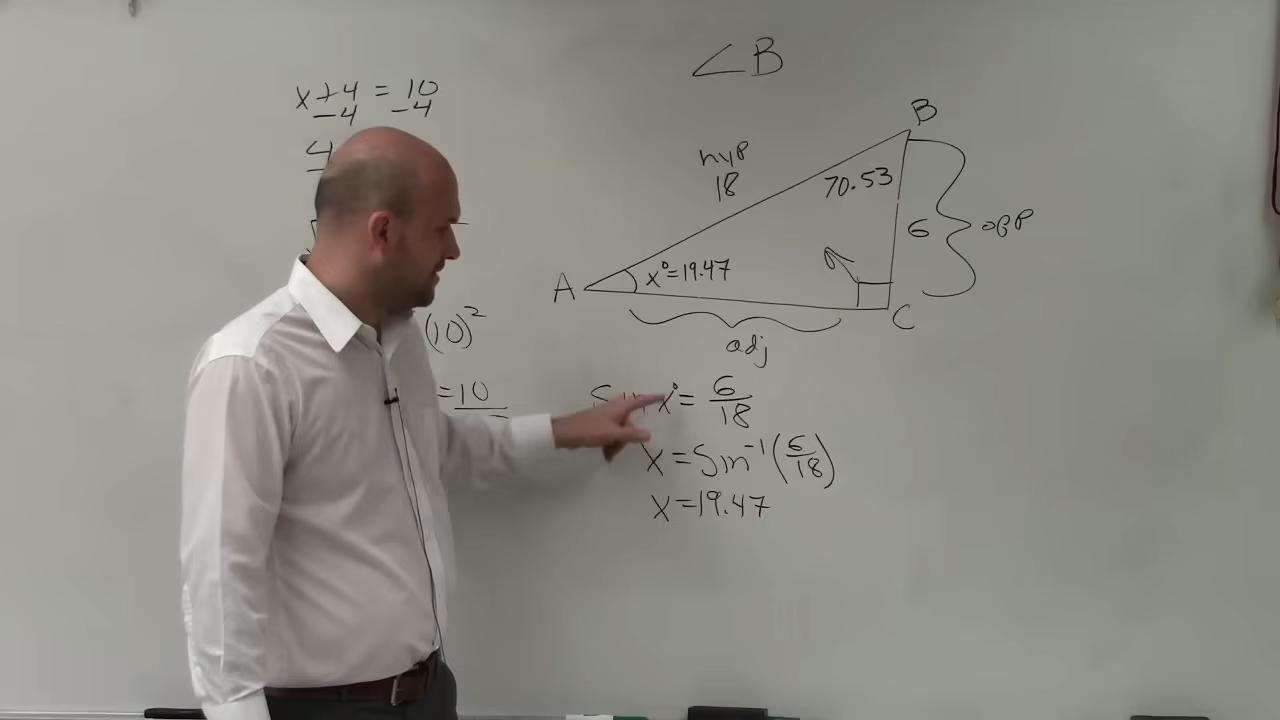 ∠B
x+4 = 10
-4 -4
4
B
hyp
18
70.53
6
opp
A
x°=19.47
C
adj
(10)²
=10
x°= 6/18
x = Sin⁻¹(6/18)
x=19.47